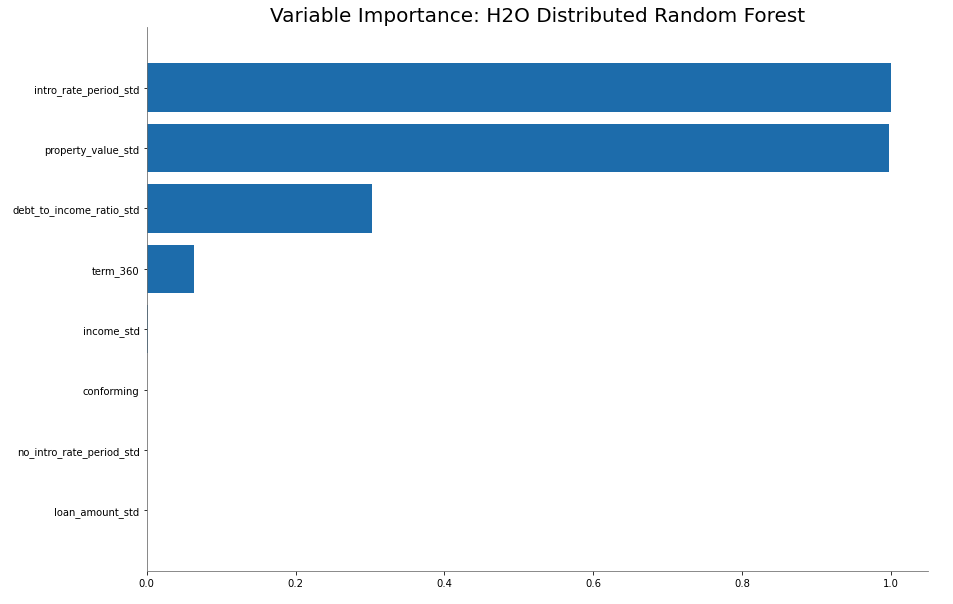 Variable Importance: H2O Distributed Random Forest
intro_rate_period_std
property_value_std
debt_to_income_ratio_std
term_360
income_std
conforming
no_intro_rate_period_std
loan_amount_std
0.0 0.2 0.4 0.6 0.8 1.0